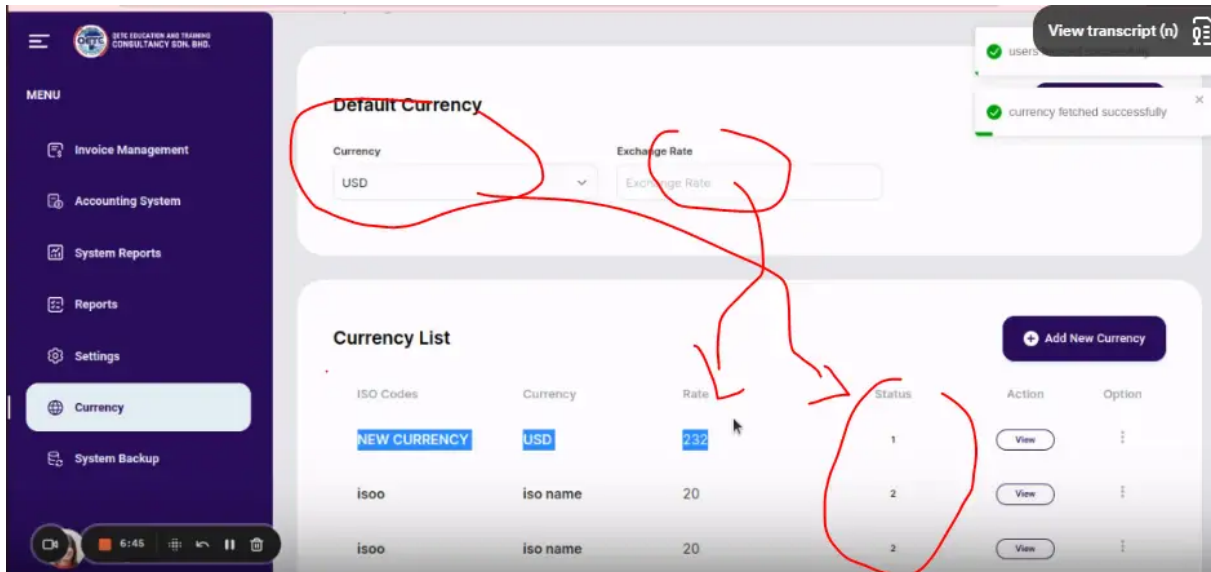 View transcript (n)
QETC EDUCATION AND TRAINING
CONSULTANCY SDN. BHD.
users
MENU
currency fetched successfully
Default Currency
Invoice Management
Currency
Exchange Rate
USD
Exchange Rate
Accounting System
System Reports
Reports
Currency List
Add New Currency
Settings
ISO Codes
Currency
Rate
Status
Action
Option
Currency
NEW CURRENCY
USD
232
1
View
System Backup
isoo
iso name
20
2
View
6:45
isoo
iso name
20
2
View